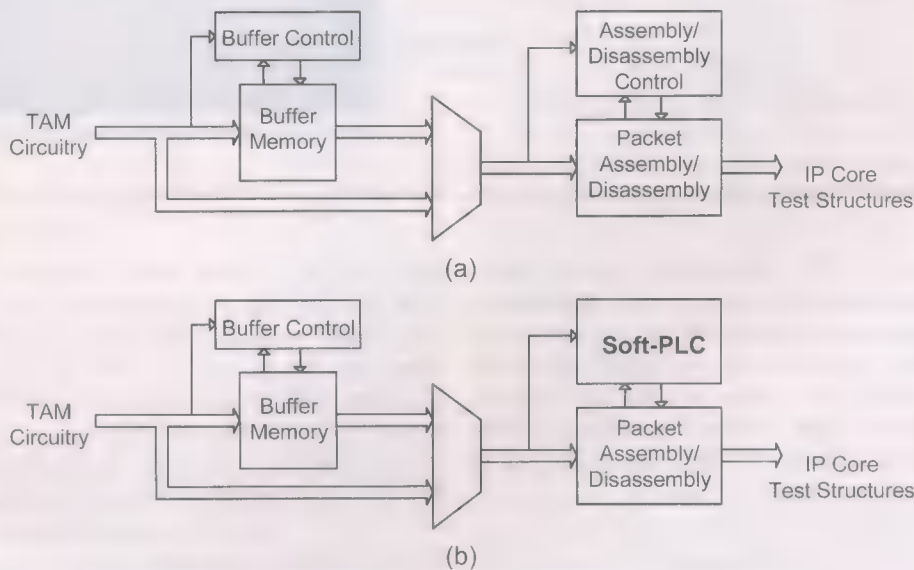 Buffer Control
Assembly/
Disassembly
Control
TAM
Circuitry
Buffer
Memory
Packet
Assembly/
Disassembly
IP Core
Test Structures
(a)
Buffer Control
Soft-PLC
TAM
Circuitry
Buffer
Memory
Packet
Assembly/
Disassembly
IP Core
Test Structures
(b)